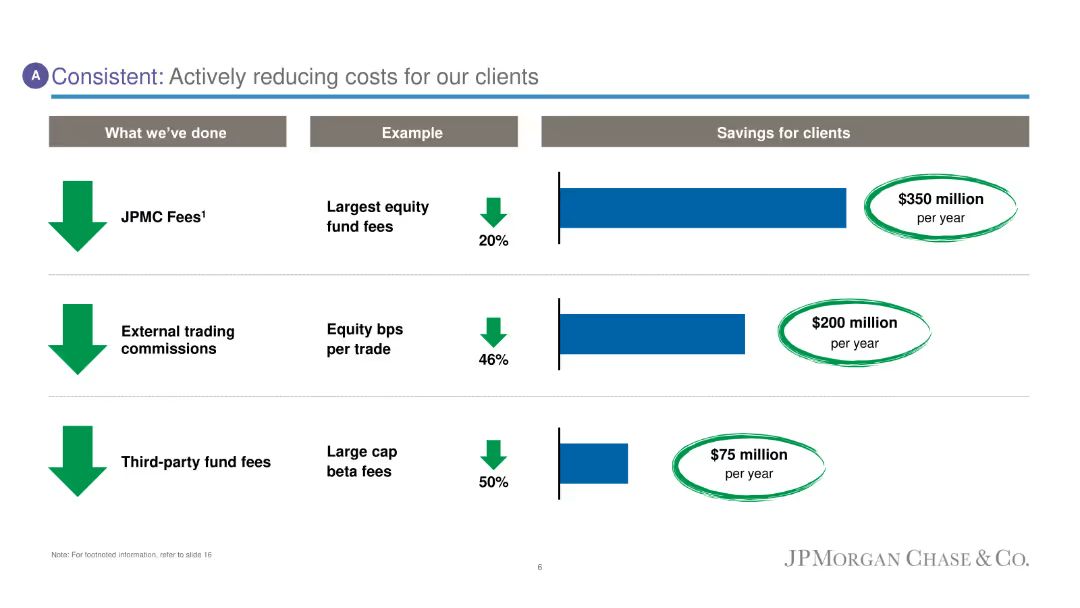 A
Consistent: Actively reducing costs for our clients
What we've done
Example
Savings for clients
JPMC Fees¹
Largest equity
fund fees
20%
$350 million
per year
External trading
commissions
Equity bps
per trade
46%
$200 million
per year
Third-party fund fees
Large cap
beta fees
50%
$75 million
per year
Note: For footnoted information, refer to slide 16
6
JPMORGAN CHASE & CO.